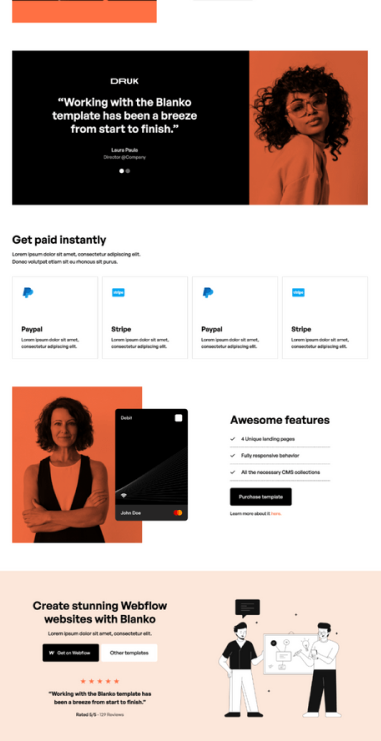 DRUK
“Working with the Blanko
template has been a breeze
from start to finish.”
Laura Paula
Director @Company
Get paid instantly
Lorem ipsum dolor sit amet, consectetur adipiscing elit.
Donec volutpat etiam sit eu rhoncus sit purus.
Paypal
Lorem ipsum dolor sit amet,
consectetur adipiscing elit.
stripe
Stripe
Lorem ipsum dolor sit amet,
consectetur adipiscing elit.
Paypal
Lorem ipsum dolor sit amet,
consectetur adipiscing elit.
stripe
Stripe
Lorem ipsum dolor sit amet,
consectetur adipiscing elit.
Debit
John Doe
Awesome features
4 Unique landing pages
Fully responsive behavior
All the necessary CMS collections
Purchase template
Learn more about it here.
Create stunning Webflow
websites with Blanko
Lorem ipsum dolor sit amet, consectetur, elit.
Get on Webflow
Other templates
“Working with the Blanko template has
been a breeze from start to finish.”
Rated 5/5 - 129 Reviews